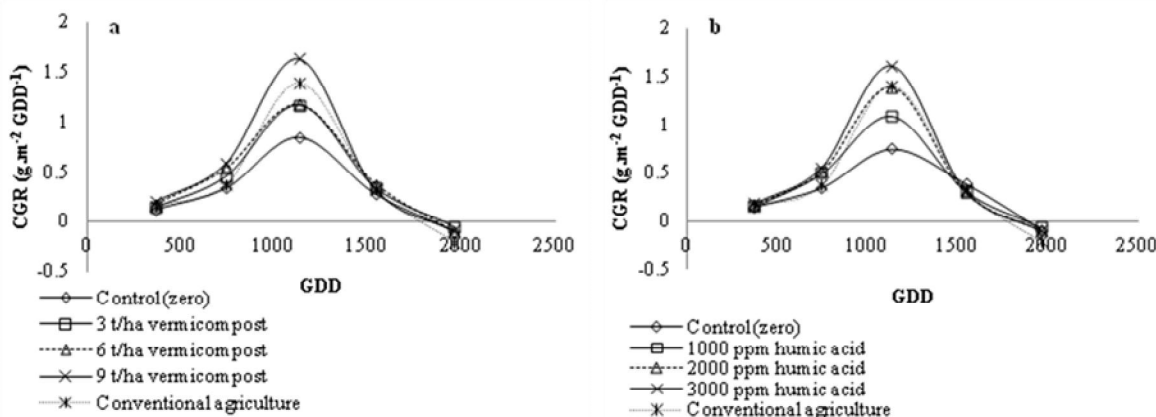 a
2
1.5
1
0.5
0
-0.5
CGR (g.m⁻² GDD⁻¹)
0 500 1000 1500 2000 2500
GDD
Control (zero)
3 t/ha vermicompost
6 t/ha vermicompost
9 t/ha vermicompost
Conventional agriculture
b
2
1.5
1
0.5
0
-0.5
CGR (g.m⁻² GDD⁻¹)
0 500 1000 1500 2000 2500
GDD
Control (zero)
1000 ppm humic acid
2000 ppm humic acid
3000 ppm humic acid
Conventional agriculture